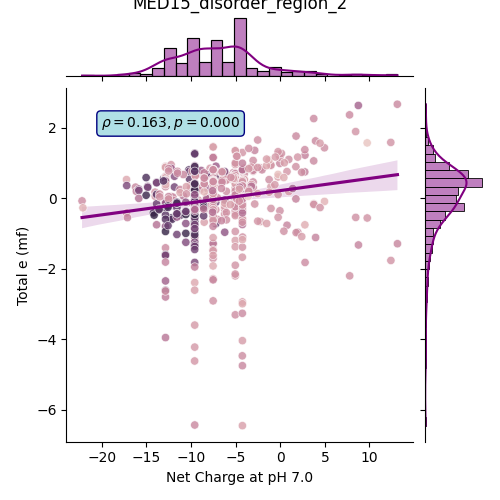 MED15_disorder_region_2
ρ = 0.163, p = 0.000
2
0
−2
−4
−6
Total e (mf)
−20 −15 −10 −5 0 5 10
Net Charge at pH 7.0